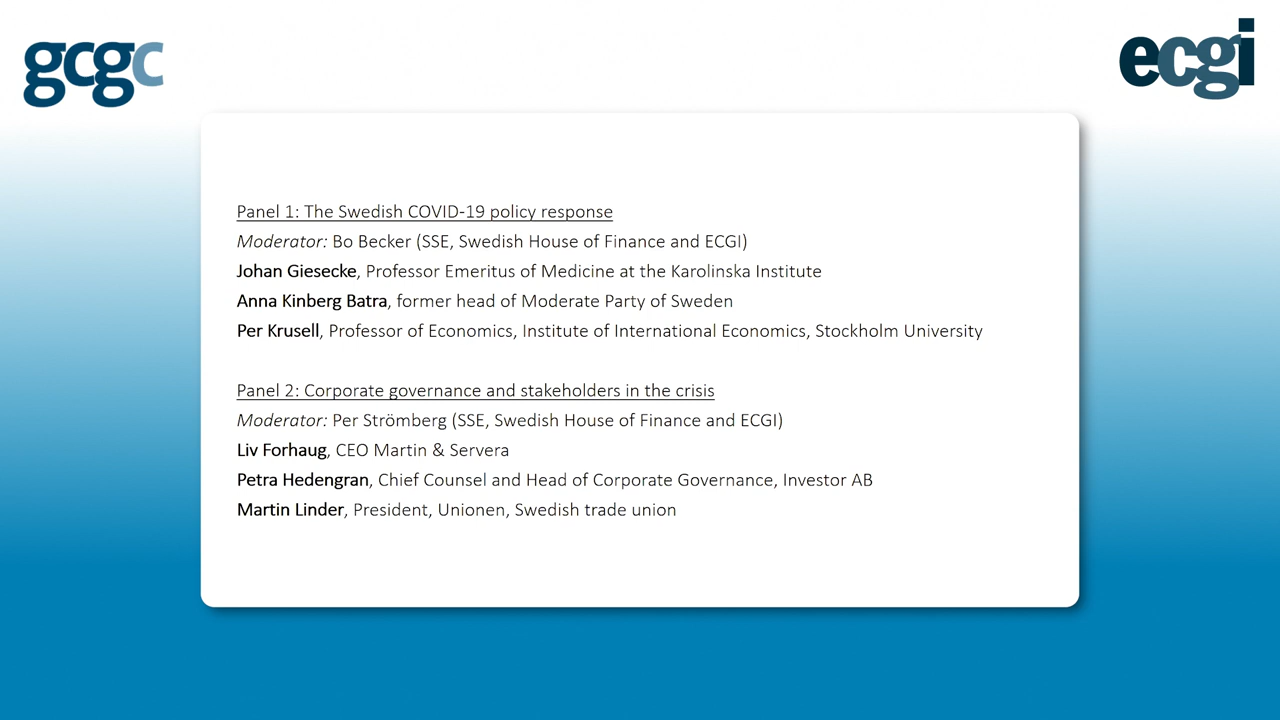 gcgc
ecgi
Panel 1: The Swedish COVID-19 policy response
Moderator: Bo Becker (SSE, Swedish House of Finance and ECGI)
Johan Giesecke, Professor Emeritus of Medicine at the Karolinska Institute
Anna Kinberg Batra, former head of Moderate Party of Sweden
Per Krusell, Professor of Economics, Institute of International Economics, Stockholm University
Panel 2: Corporate governance and stakeholders in the crisis
Moderator: Per Strömberg (SSE, Swedish House of Finance and ECGI)
Liv Forhaug, CEO Martin & Servera
Petra Hedengran, Chief Counsel and Head of Corporate Governance, Investor AB
Martin Linder, President, Unionen, Swedish trade union